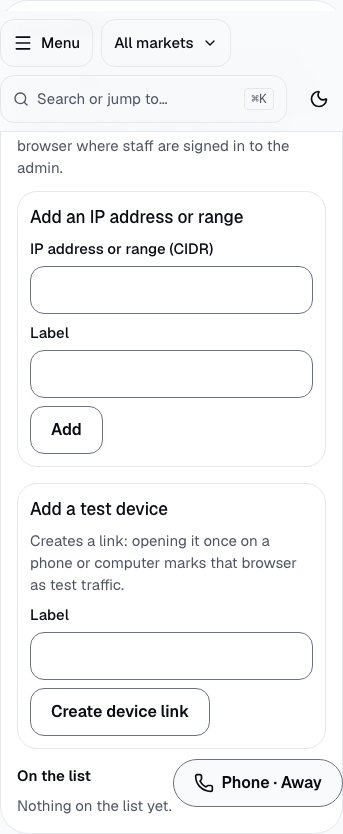 Menu
All markets
Search or jump to...
⌘K
browser where staff are signed in to the
admin.
Add an IP address or range
IP address or range (CIDR)
Label
Add
Add a test device
Creates a link: opening it once on a
phone or computer marks that browser
as test traffic.
Label
Create device link
On the list
Phone · Away
Nothing on the list yet.